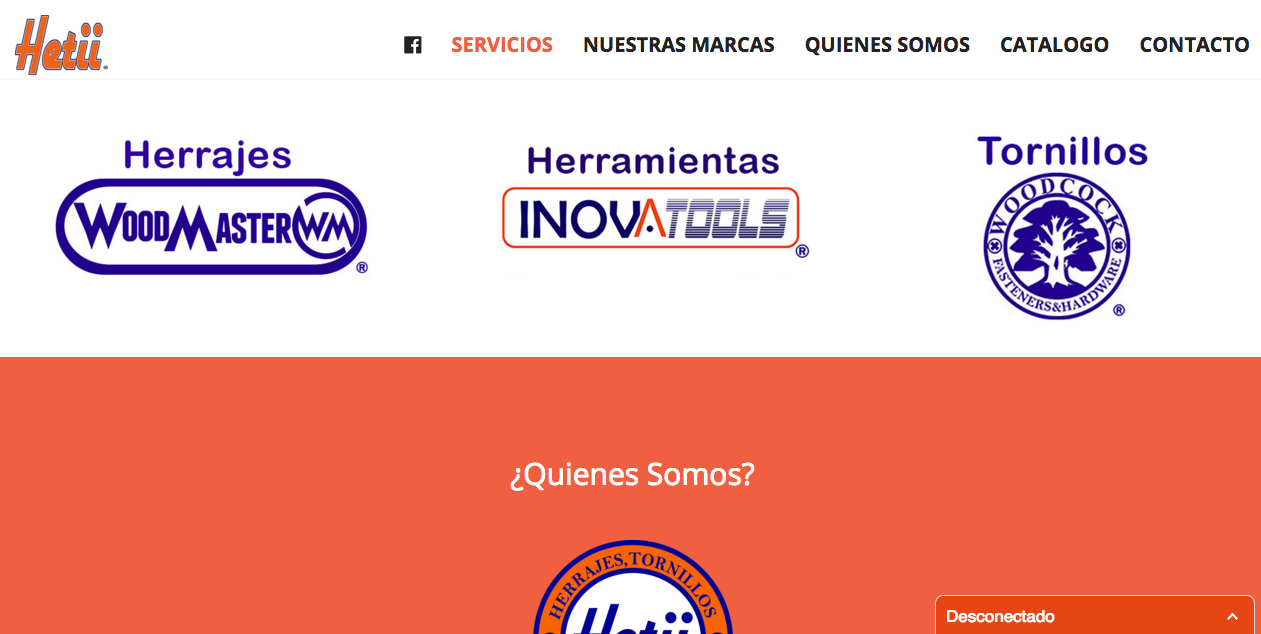 Hetii
SERVICIOS NUESTRAS MARCAS QUIENES SOMOS CATALOGO CONTACTO
Herrajes
WOODMASTER WM
®
Herramientas
INOVATOOLS
®
Tornillos
WOODCOCK
FASTENERS&HARDWARE
®
¿Quienes Somos?
HERRAJES,TORNILLOS
Hetii
Desconectado